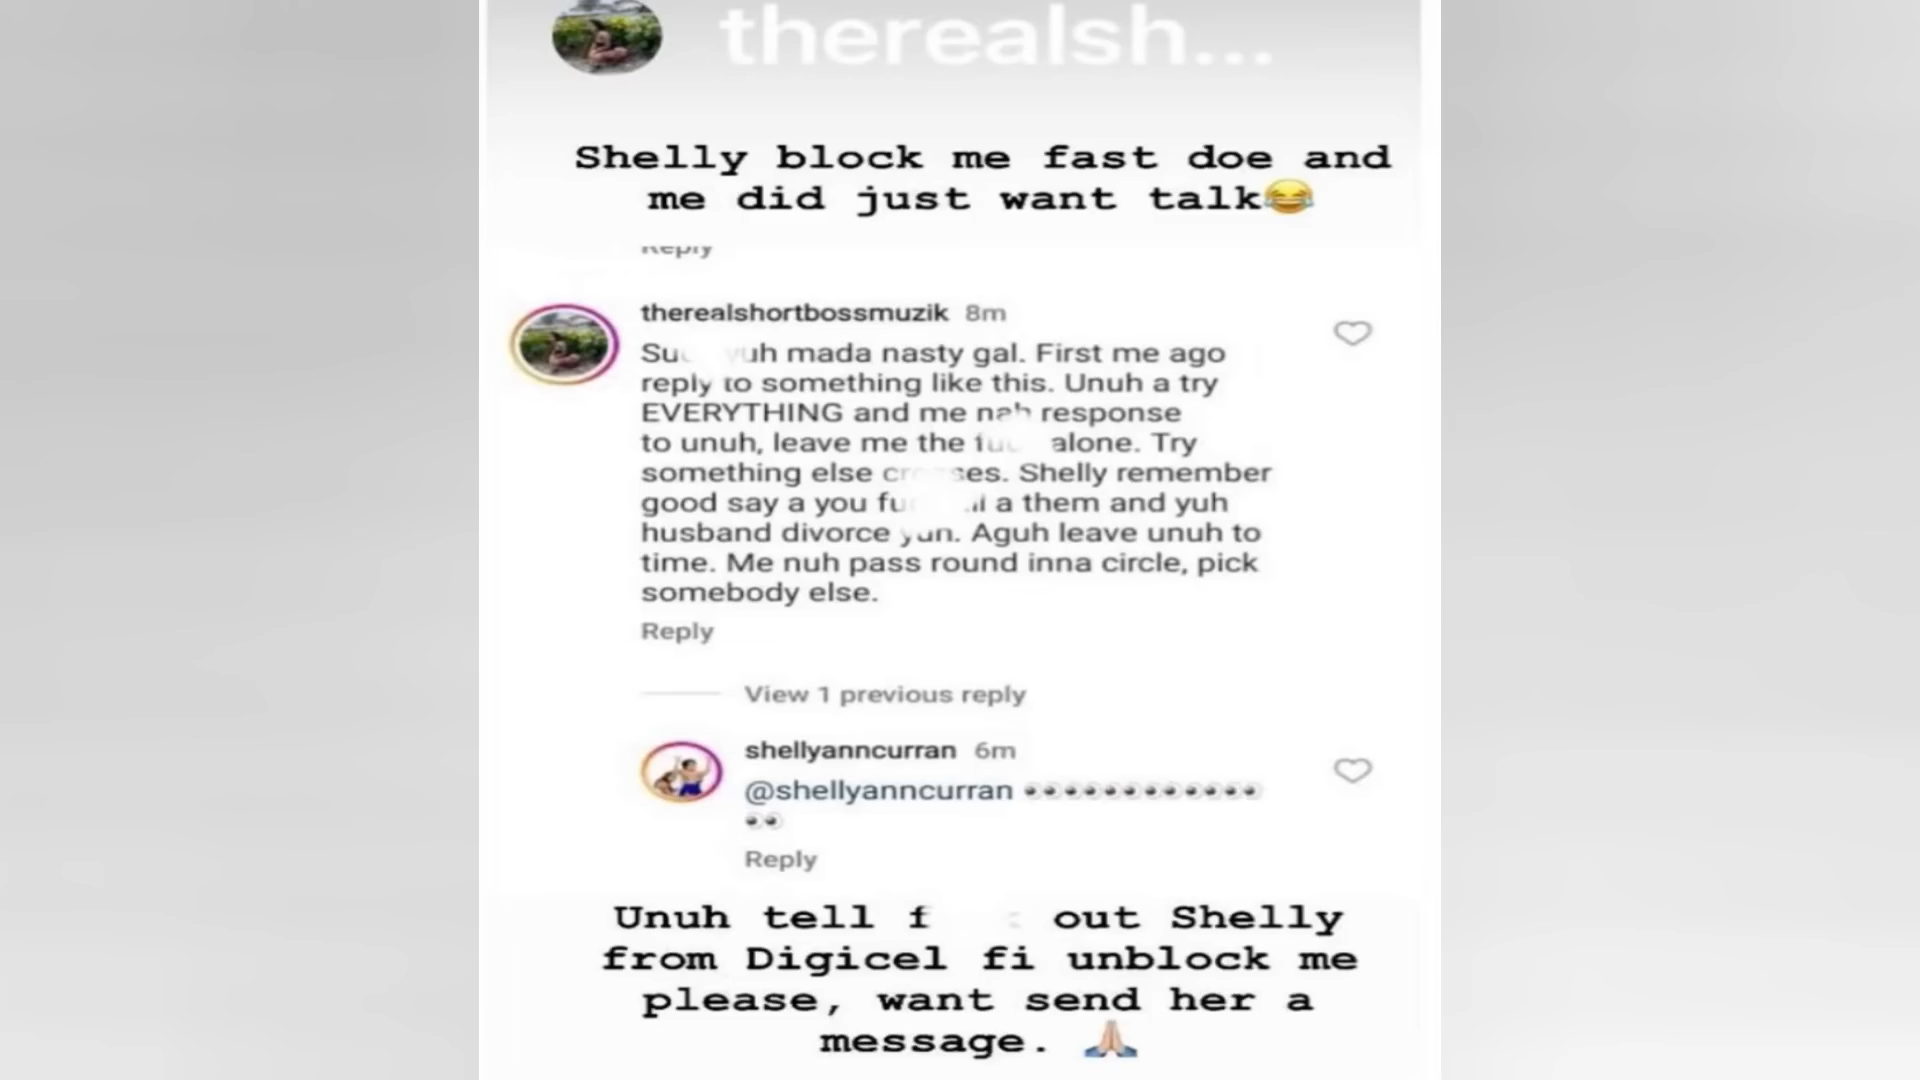 therealsh...
Shelly block me fast doe and
me did just want talk😂
Reply
therealshortbossmuzik 8m
mada nasty gal. First me ago
reply to something like this. Unuh a try
EVERYTHING and me nah response
to unuh, leave me the alone. Try
something else Shelly remember
good say a you a them and yuh
husband divorce yuh. Aguh leave unuh to
time. Me nuh pass round inna circle, pick
somebody else.
Reply
View 1 previous reply
shellyanncurran 6m
@shellyanncurran 👀👀👀👀👀👀
👀
Reply
Unuh tell f out Shelly
from Digicel fi unblock me
please, want send her a
message. 🙏🏼